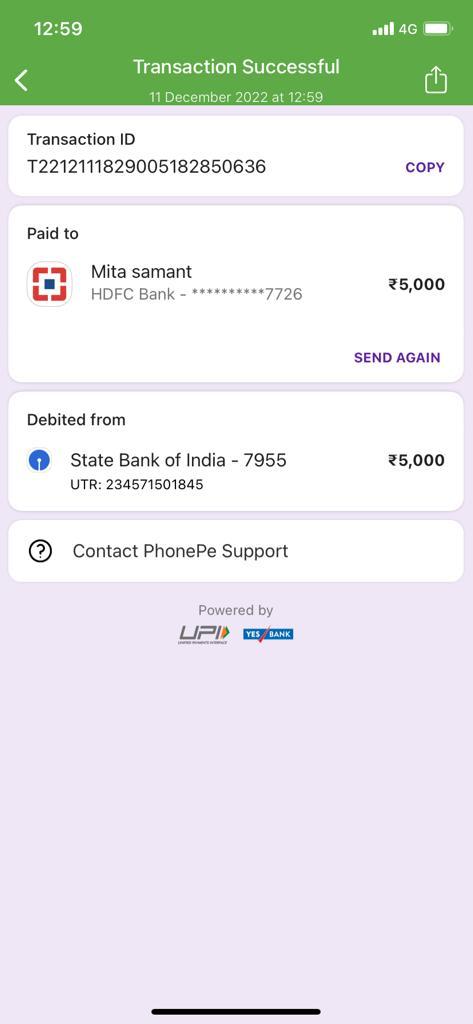 12:59
4G
Transaction Successful
11 December 2022 at 12:59
Transaction ID
T2212111829005182850636
COPY
Paid to
Mita samant
₹5,000
HDFC Bank - **********7726
SEND AGAIN
Debited from
State Bank of India - 7955
₹5,000
UTR: 234571501845
Contact PhonePe Support
Powered by
UPI
UNIFIED PAYMENTS INTERFACE
YES BANK